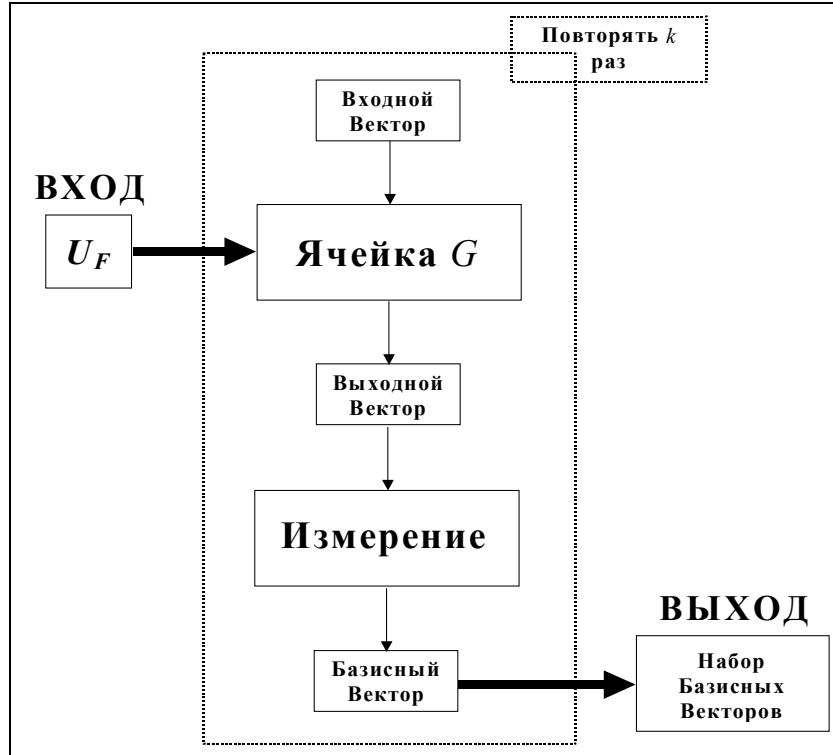 Повторять k
раз
Входной
Вектор
ВХОД
U_F
Ячейка G
Выходной
Вектор
Измерение
ВЫХОД
Базисный
Вектор
Набор
Базисных
Векторов